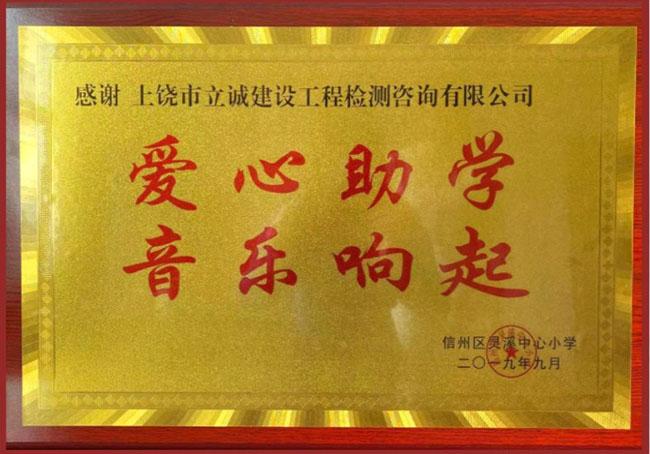 感谢 上饶市立诚建设工程检测咨询有限公司
爱心助学
音乐响起
信州区灵溪中心小学
二〇一九年九月